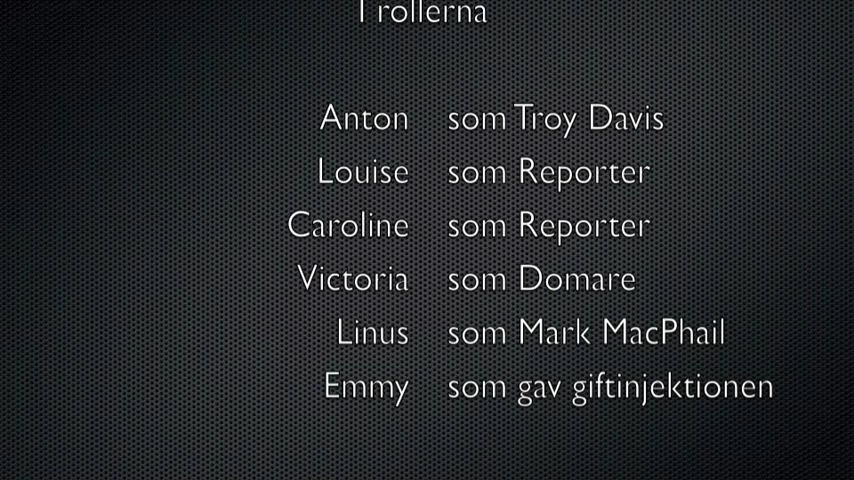 Trollerna
Anton som Troy Davis
Louise som Reporter
Caroline som Reporter
Victoria som Domare
Linus som Mark MacPhail
Emmy som gav giftinjektionen